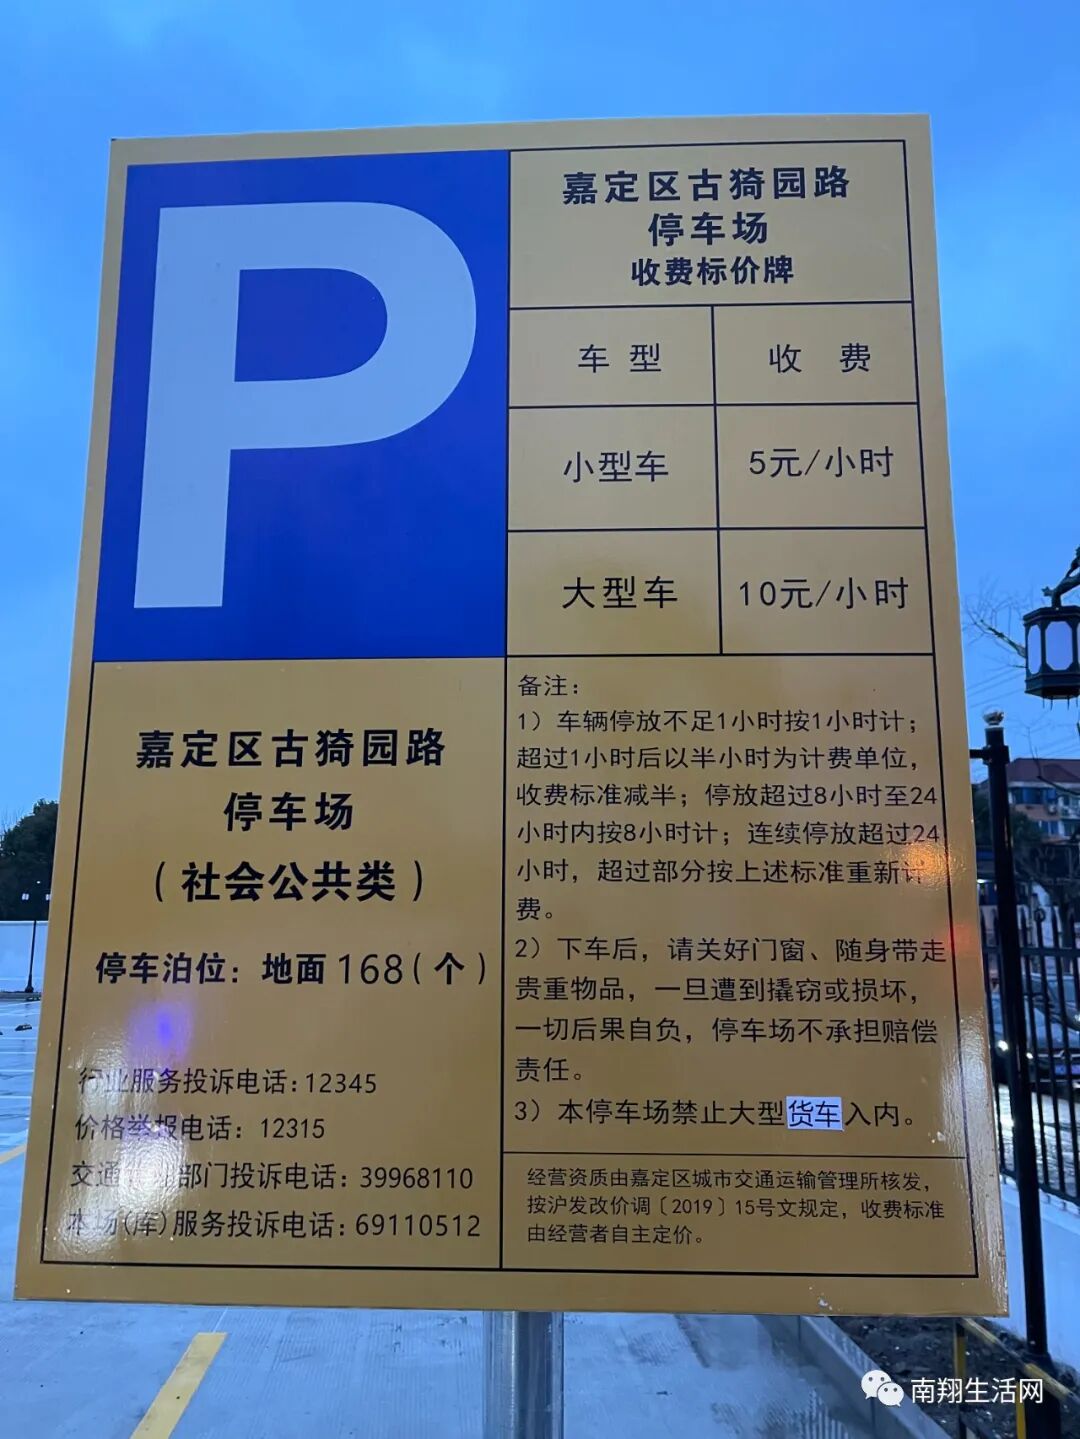 P
嘉定区古猗园路
停车场
收费标价牌
车型 收费
小型车 5元/小时
大型车 10元/小时
嘉定区古猗园路
停车场
（社会公共类）
停车泊位：地面168（个）
行业服务投诉电话：12345
价格举报电话：12315
交通 部门投诉电话：39968110
本场(库)服务投诉电话：69110512
备注：
1）车辆停放不足1小时按1小时计；
超过1小时后以半小时为计费单位，
收费标准减半；停放超过8小时至24
小时内按8小时计；连续停放超过24
小时，超过部分按上述标准重新计
费。
2）下车后，请关好门窗、随身带走
贵重物品，一旦遭到撬窃或损坏，
一切后果自负，停车场不承担赔偿
责任。
3）本停车场禁止大型货车入内。
经营资质由嘉定区城市交通运输管理所核发，
按沪发改价调〔2019〕15号文规定，收费标准
由经营者自主定价。
南翔生活网